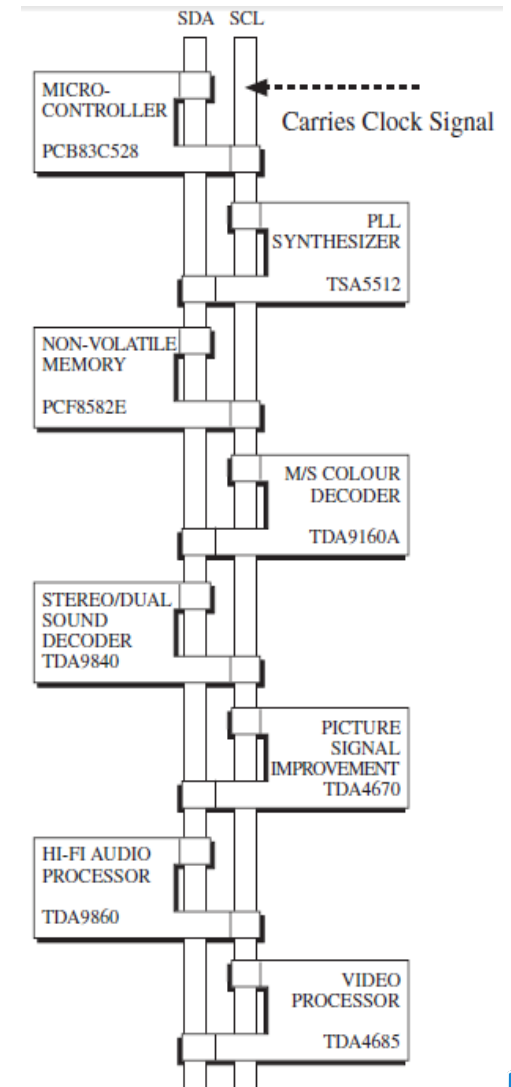 SDA SCL
MICRO-
CONTROLLER
PCB83C528
Carries Clock Signal
PLL
SYNTHESIZER
TSA5512
NON-VOLATILE
MEMORY
PCF8582E
M/S COLOUR
DECODER
TDA9160A
STEREO/DUAL
SOUND
DECODER
TDA9840
PICTURE
SIGNAL
IMPROVEMENT
TDA4670
HI-FI AUDIO
PROCESSOR
TDA9860
VIDEO
PROCESSOR
TDA4685